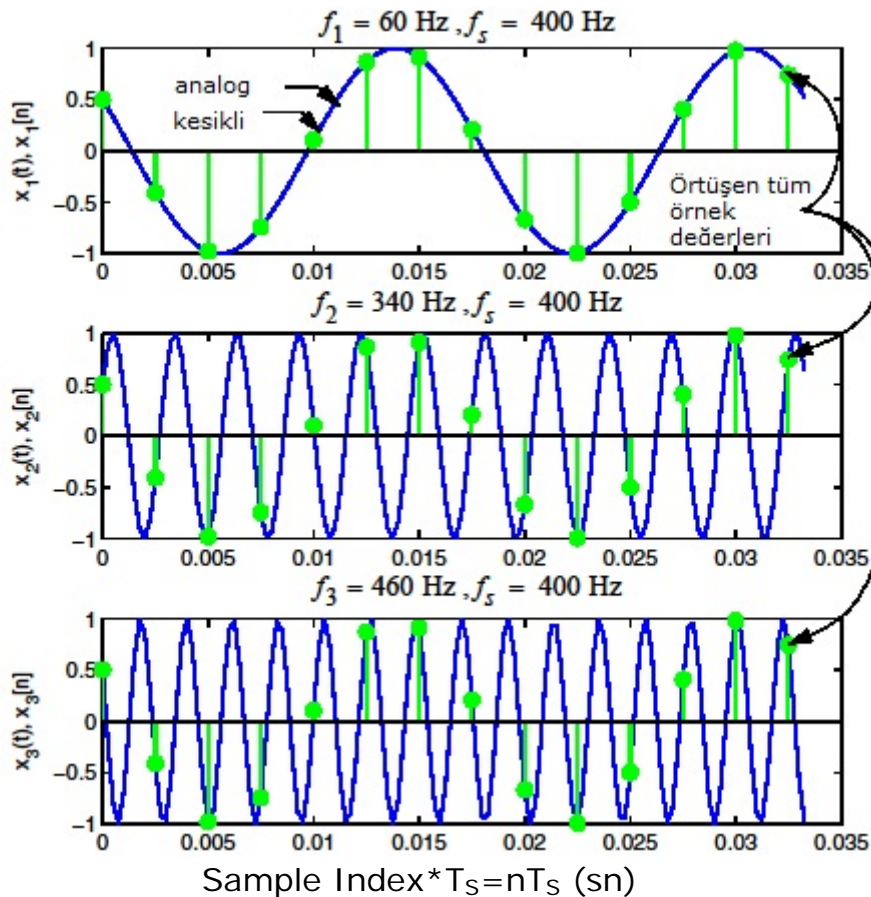 f1 = 60 Hz , fs = 400 Hz
x1(t), x1[n]
1
0.5
0
−0.5
−1
analog
kesikli
Örtüşen tüm
örnek
değerleri
0 0.005 0.01 0.015 0.02 0.025 0.03 0.035
f2 = 340 Hz , fs = 400 Hz
x2(t), x2[n]
1
0.5
0
−0.5
−1
0 0.005 0.01 0.015 0.02 0.025 0.03 0.035
f3 = 460 Hz , fs = 400 Hz
x3(t), x3[n]
1
0.5
0
−0.5
−1
0 0.005 0.01 0.015 0.02 0.025 0.03 0.035
Sample Index*TS=nTS (sn)